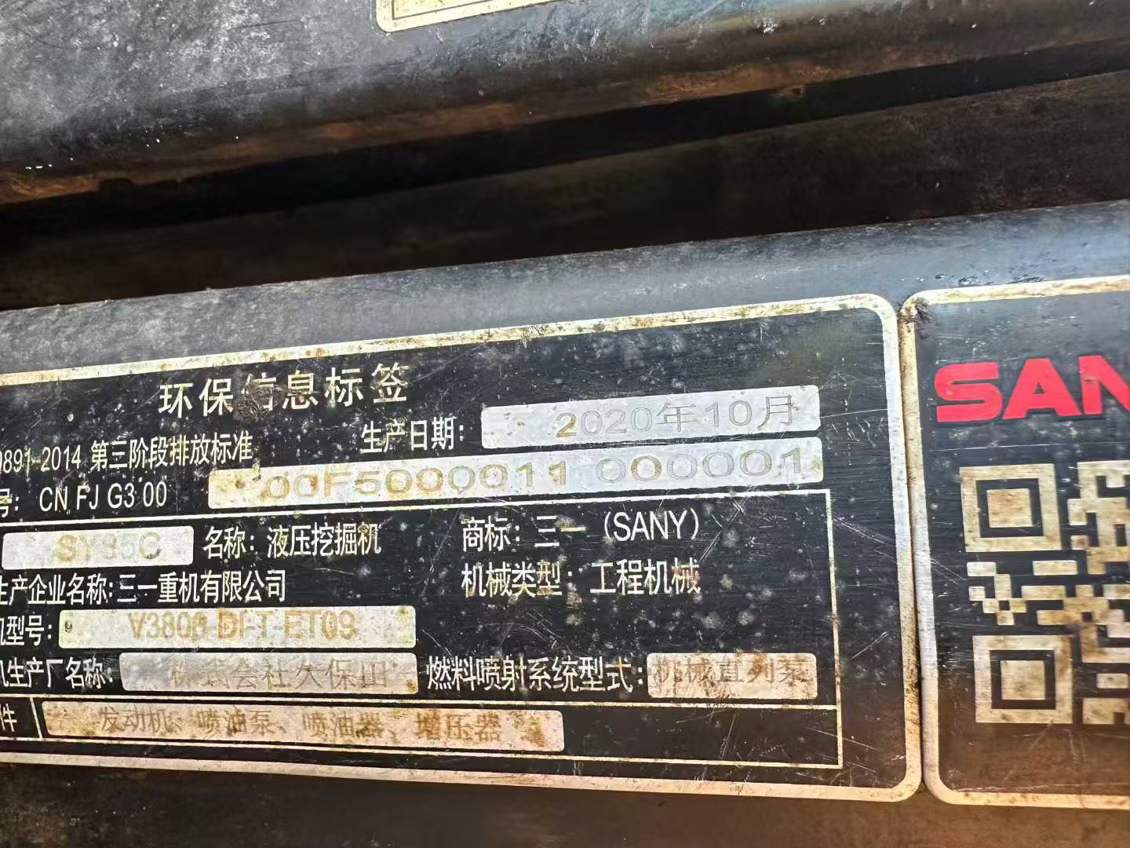 环保信息标签
0891-2014 第三阶段排放标准
生产日期: 2020年10月
号: CN FJ G3 00 00F5000011 000001
SY95C 名称: 液压挖掘机 商标: 三一 (SANY)
生产企业名称: 三一重机有限公司 机械类型: 工程机械
机型号: V3800 DI-T-ET09
机生产厂名称: 株式会社久保田 燃料喷射系统型式: 机械直列泵
件 发动机、喷油泵、喷油器、增压器
SAN